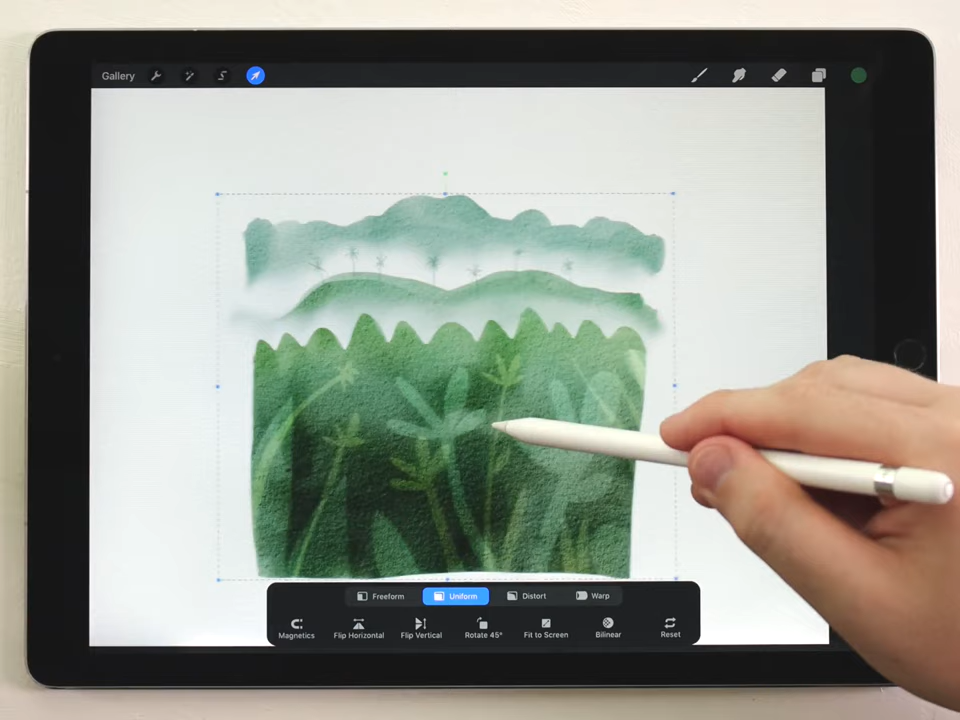 Gallery
Freeform Uniform Distort Warp
Magnetics Flip Horizontal Flip Vertical Rotate 45° Fit to Screen Bilinear Reset